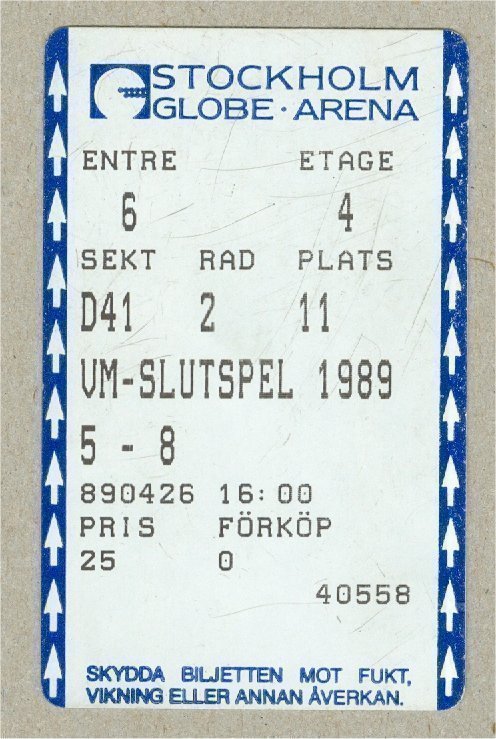 STOCKHOLM
GLOBE · ARENA
ENTRE ETAGE
6 4
SEKT RAD PLATS
D41 2 11
VM-SLUTSPEL 1989
5 - 8
890426 16:00
PRIS FÖRKÖP
25 0
40558
SKYDDA BILJETTEN MOT FUKT,
VIKNING ELLER ANNAN ÅVERKAN.